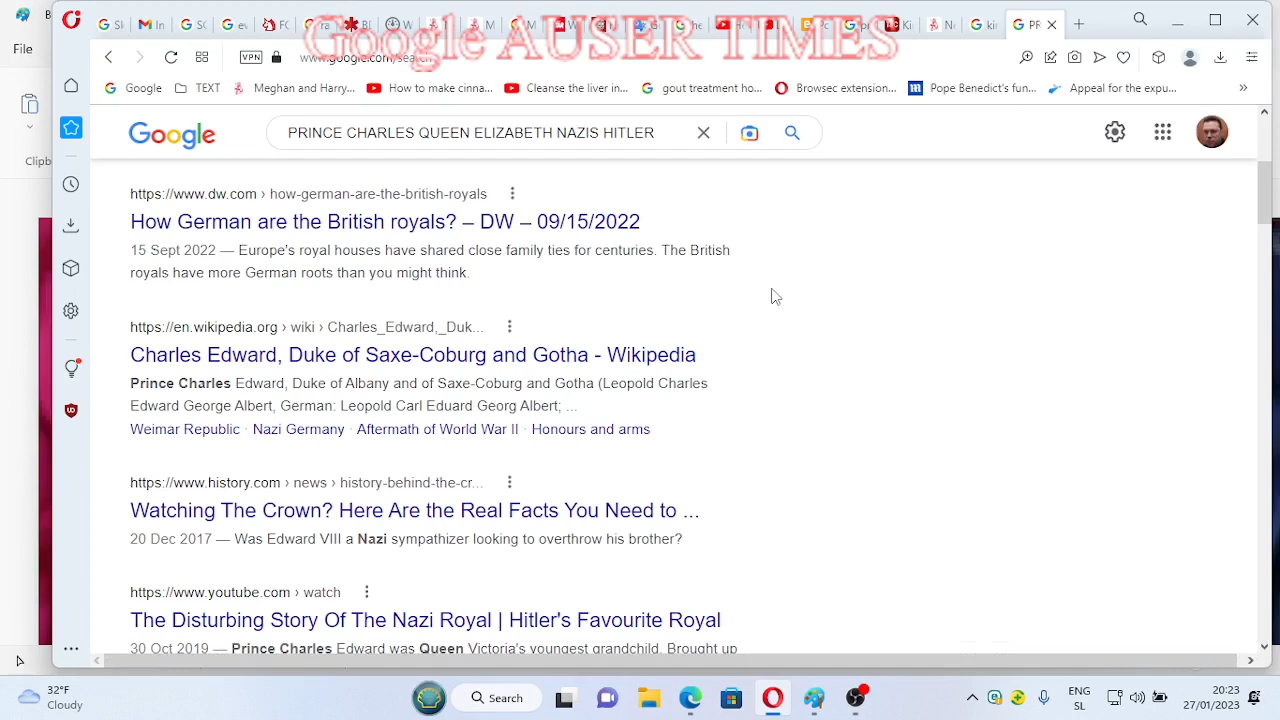 File
Clipb
Google AUSER TIMES
VPN
www.google.com/search
Google
TEXT
Meghan and Harry...
How to make cinna...
Cleanse the liver in...
gout treatment ho...
Browsec extension...
Pope Benedict's fun...
Appeal for the expu...
Google
PRINCE CHARLES QUEEN ELIZABETH NAZIS HITLER
https://www.dw.com › how-german-are-the-british-royals
How German are the British royals? – DW – 09/15/2022
15 Sept 2022 — Europe's royal houses have shared close family ties for centuries. The British
royals have more German roots than you might think.
https://en.wikipedia.org › wiki › Charles_Edward,_Duk...
Charles Edward, Duke of Saxe-Coburg and Gotha - Wikipedia
Prince Charles Edward, Duke of Albany and of Saxe-Coburg and Gotha (Leopold Charles
Edward George Albert, German: Leopold Carl Eduard Georg Albert; ...
Weimar Republic · Nazi Germany · Aftermath of World War II · Honours and arms
https://www.history.com › news › history-behind-the-cr...
Watching The Crown? Here Are the Real Facts You Need to ...
20 Dec 2017 — Was Edward VIII a Nazi sympathizer looking to overthrow his brother?
https://www.youtube.com › watch
The Disturbing Story Of The Nazi Royal | Hitler's Favourite Royal
30 Oct 2019 — Prince Charles Edward was Queen Victoria's youngest grandchild. Brought up
32°F
Cloudy
Search
ENG
SL
20:23
27/01/2023